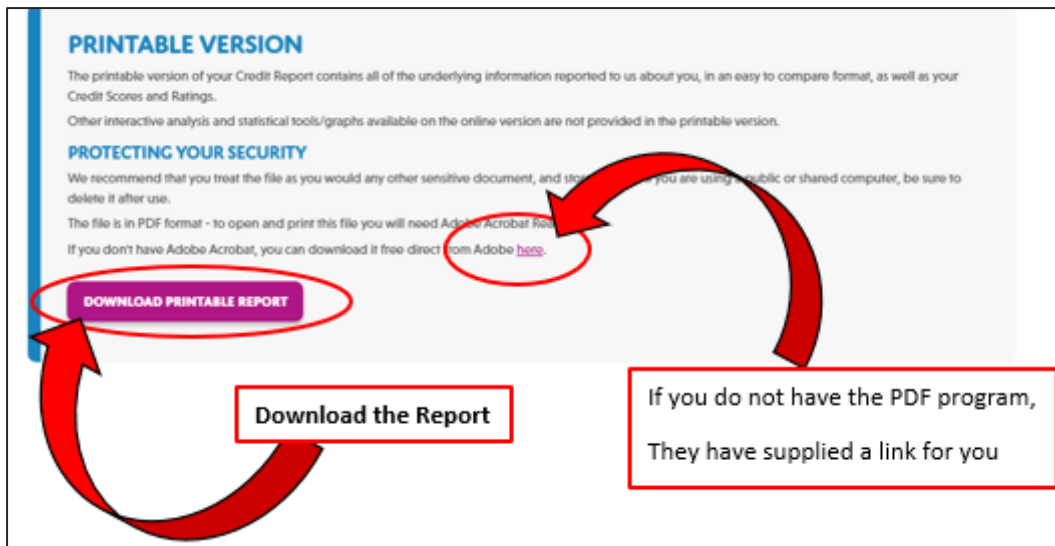 PRINTABLE VERSION
The printable version of your Credit Report contains all of the underlying information reported to us about you, in an easy to compare format, as well as your
Credit Scores and Ratings.
Other interactive analysis and statistical tools/graphs available on the online version are not provided in the printable version.
PROTECTING YOUR SECURITY
We recommend that you treat the file as you would any other sensitive document, and you are using public or shared computer, be sure to
delete it after use.
The file is in PDF format - to open and print this file you will need Adobe Acrobat
If you don't have Adobe Acrobat, you can download it free direct from Adobe here.
DOWNLOAD PRINTABLE REPORT
Download the Report
If you do not have the PDF program,
They have supplied a link for you